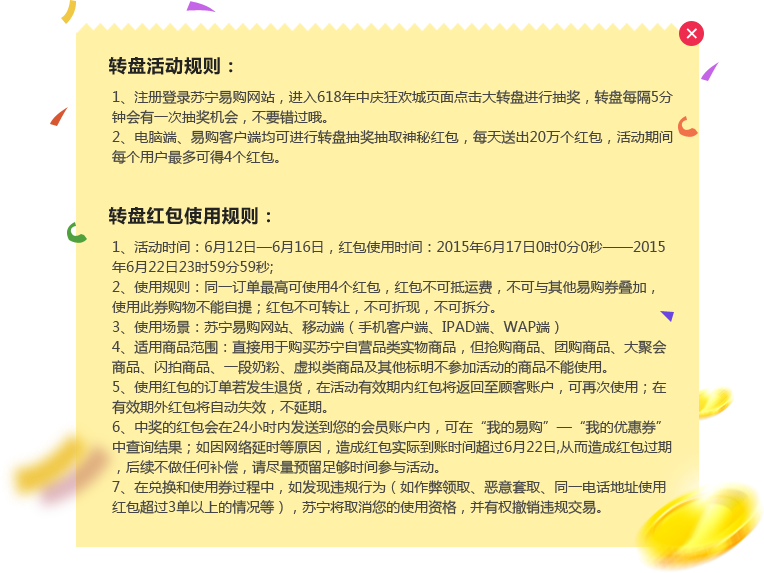 转盘活动规则：
1、注册登录苏宁易购网站，进入618年中庆狂欢城页面点击大转盘进行抽奖，转盘每隔5分
钟会有一次抽奖机会，不要错过哦。
2、电脑端、易购客户端均可进行转盘抽奖抽取神秘红包，每天送出20万个红包，活动期间
每个用户最多可得4个红包。
转盘红包使用规则：
1、活动时间：6月12日—6月16日，红包使用时间：2015年6月17日0时0分0秒——2015
年6月22日23时59分59秒;
2、使用规则：同一订单最高可使用4个红包，红包不可抵运费，不可与其他易购券叠加，
使用此券购物不能自提；红包不可转让，不可折现，不可拆分。
3、使用场景：苏宁易购网站、移动端（手机客户端、IPAD端、WAP端）
4、适用商品范围：直接用于购买苏宁自营品类实物商品，但抢购商品、团购商品、大聚会
商品、闪拍商品、一段奶粉、虚拟类商品及其他标明不参加活动的商品不能使用。
5、使用红包的订单若发生退货，在活动有效期内红包将返回至顾客账户，可再次使用；在
有效期外红包将自动失效，不延期。
6、中奖的红包会在24小时内发送到您的会员账户内，可在“我的易购”—“我的优惠券”
中查询结果；如因网络延时等原因，造成红包实际到账时间超过6月22日,从而造成红包过期
，后续不做任何补偿，请尽量预留足够时间参与活动。
7、在兑换和使用券过程中，如发现违规行为（如作弊领取、恶意套取、同一电话地址使用
红包超过3单以上的情况等），苏宁将取消您的使用资格，并有权撤销违规交易。